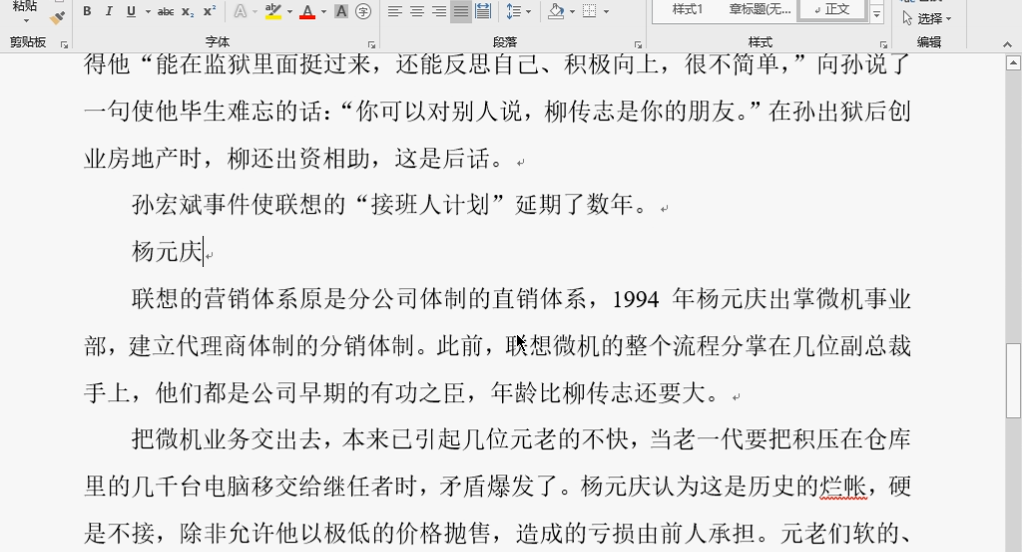 粘贴
B I U abc x₂ x² A aby A A 字
样式1 章标题(无... ↲ 正文
选择
剪贴板 字体 段落 样式 编辑
得他“能在监狱里面挺过来，还能反思自己、积极向上，很不简单，”向孙说了
一句使他毕生难忘的话：“你可以对别人说，柳传志是你的朋友。”在孙出狱后创
业房地产时，柳还出资相助，这是后话。
孙宏斌事件使联想的“接班人计划”延期了数年。
杨元庆
联想的营销体系原是分公司体制的直销体系，1994 年杨元庆出掌微机事业
部，建立代理商体制的分销体制。此前，联想微机的整个流程分掌在几位副总裁
手上，他们都是公司早期的有功之臣，年龄比柳传志还要大。
把微机业务交出去，本来已引起几位元老的不快，当老一代要把积压在仓库
里的几千台电脑移交给继任者时，矛盾爆发了。杨元庆认为这是历史的烂帐，硬
是不接，除非允许他以极低的价格抛售，造成的亏损由前人承担。元老们软的、